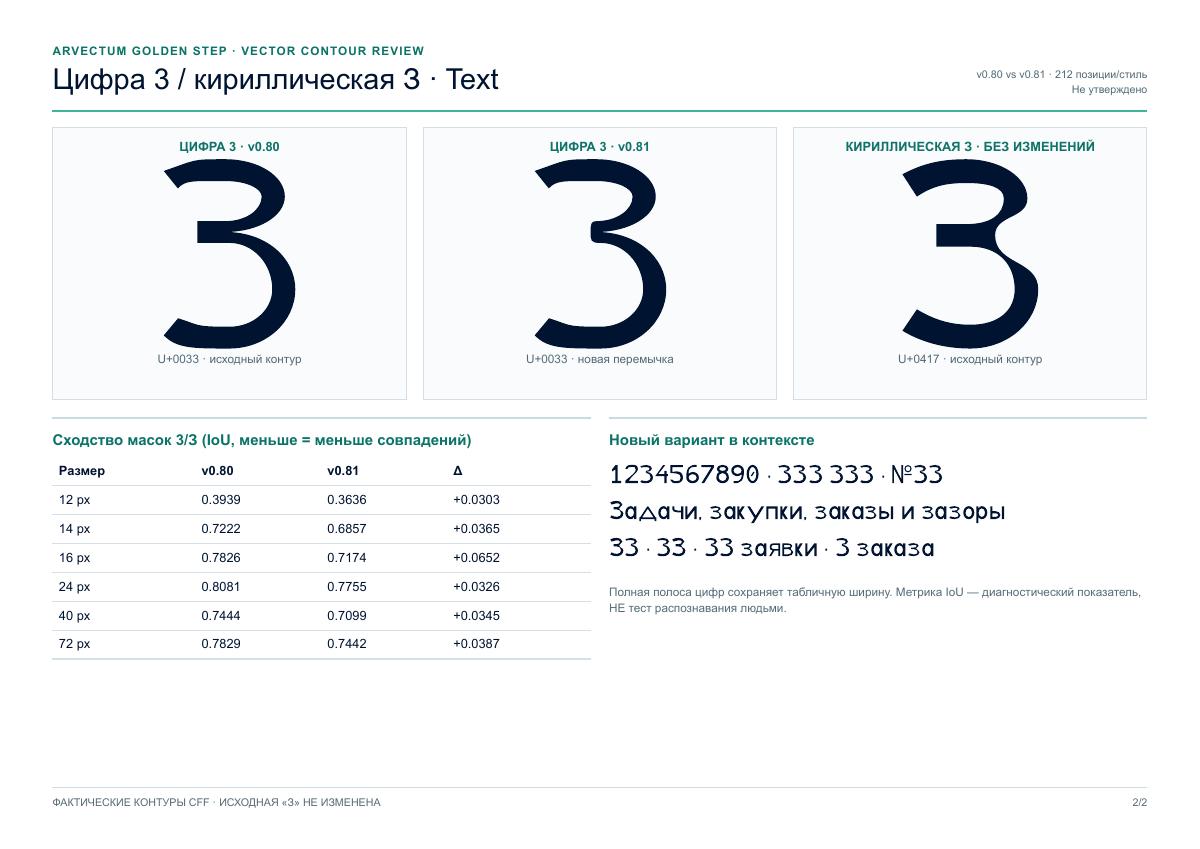 ARVECTUM GOLDEN STEP · VECTOR CONTOUR REVIEW
Цифра 3 / кириллическая З · Text
v0.80 vs v0.81 · 212 позиции/стиль
Не утверждено
ЦИФРА 3 · v0.80
3
U+0033 · исходный контур
ЦИФРА 3 · v0.81
3
U+0033 · новая перемычка
КИРИЛЛИЧЕСКАЯ З · БЕЗ ИЗМЕНЕНИЙ
З
U+0417 · исходный контур
Сходство масок 3/З (IoU, меньше = меньше совпадений)
Размер v0.80 v0.81 Δ
12 px 0.3939 0.3636 +0.0303
14 px 0.7222 0.6857 +0.0365
16 px 0.7826 0.7174 +0.0652
24 px 0.8081 0.7755 +0.0326
40 px 0.7444 0.7099 +0.0345
72 px 0.7829 0.7442 +0.0387
Новый вариант в контексте
1234567890 · 333 333 · №33
Задачи, закупки, заказы и зазоры
33 · 33 · 33 заявки · 3 заказа
Полная полоса цифр сохраняет табличную ширину. Метрика IoU — диагностический показатель,
НЕ тест распознавания людьми.
ФАКТИЧЕСКИЕ КОНТУРЫ CFF · ИСХОДНАЯ «З» НЕ ИЗМЕНЕНА
2/2